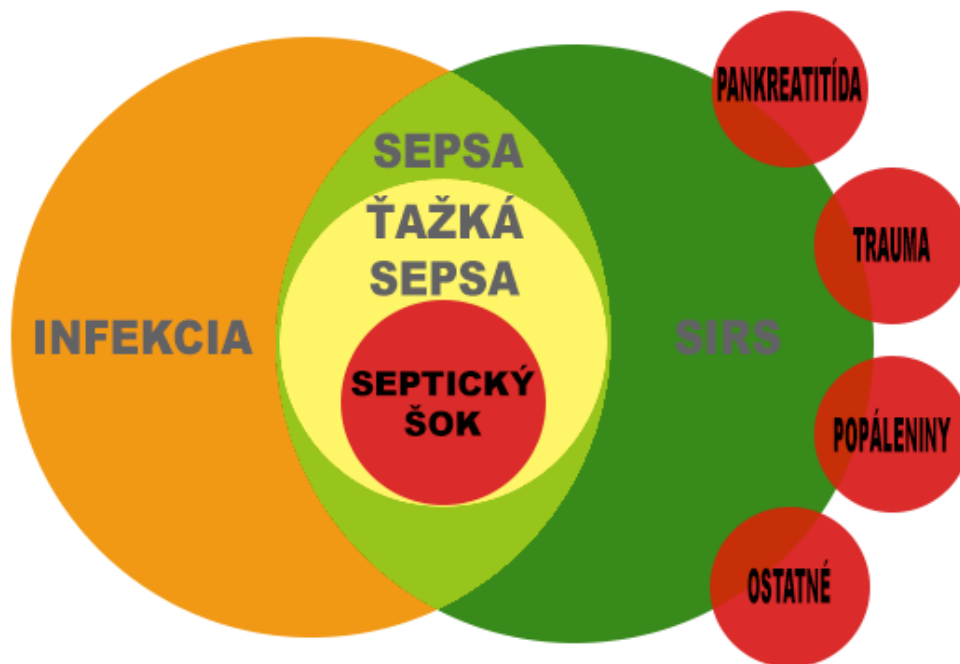 SEPSA
ŤAŽKÁ
SEPSA
INFEKCIA
SEPTICKÝ
ŠOK
SIRS
PANKREATITÍDA
TRAUMA
POPÁLENINY
OSTATNÉ